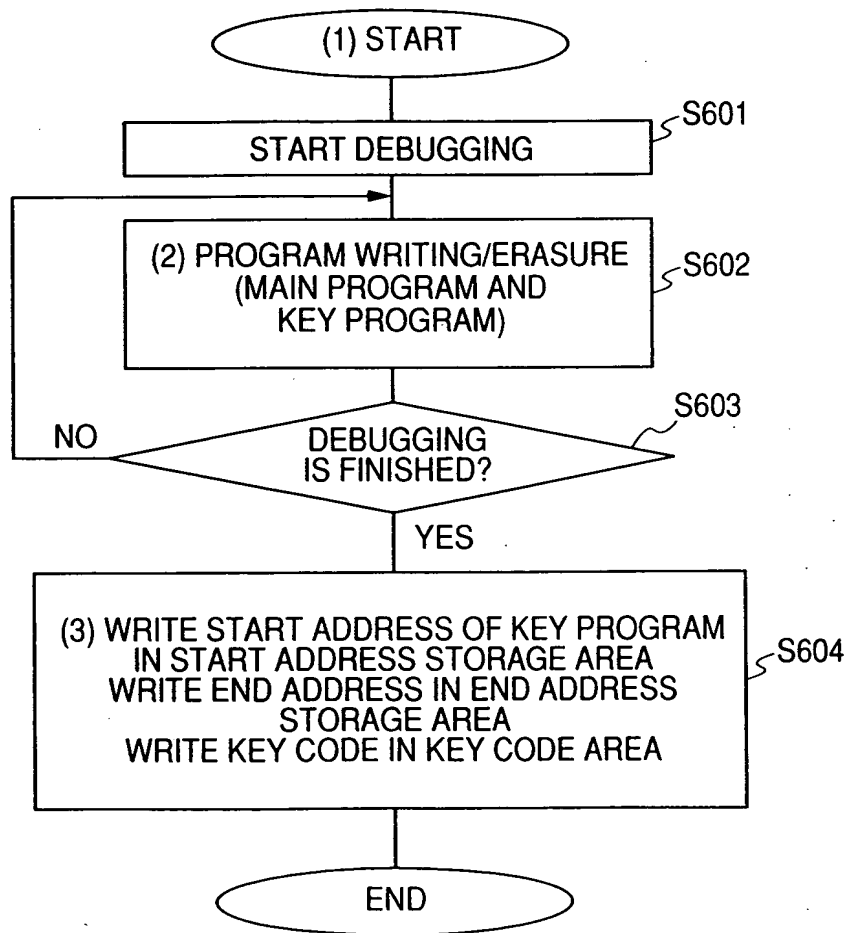 (1) START
S601
START DEBUGGING
(2) PROGRAM WRITING/ERASURE
(MAIN PROGRAM AND
KEY PROGRAM)
S602
S603
NO
DEBUGGING
IS FINISHED?
YES
(3) WRITE START ADDRESS OF KEY PROGRAM
IN START ADDRESS STORAGE AREA
WRITE END ADDRESS IN END ADDRESS
STORAGE AREA
WRITE KEY CODE IN KEY CODE AREA
S604
END